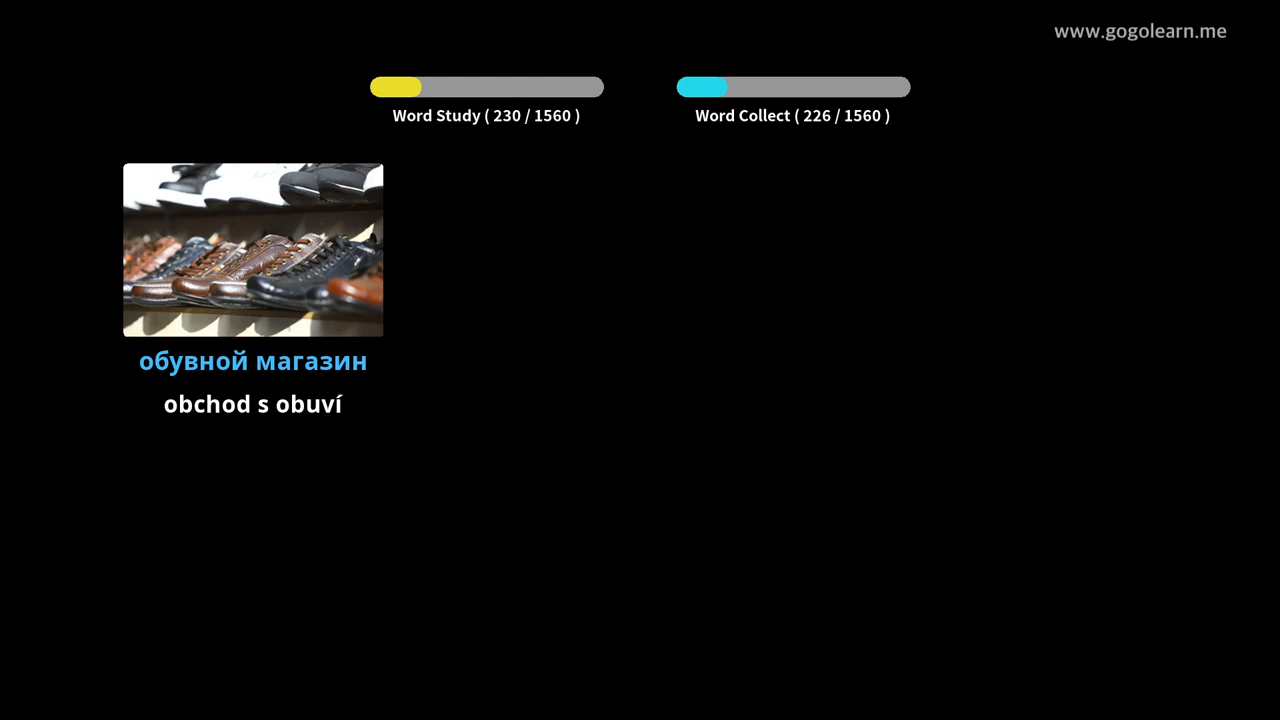 www.gogolearn.me
Word Study ( 230 / 1560 )
Word Collect ( 226 / 1560 )
обувной магазин
obchod s obuví